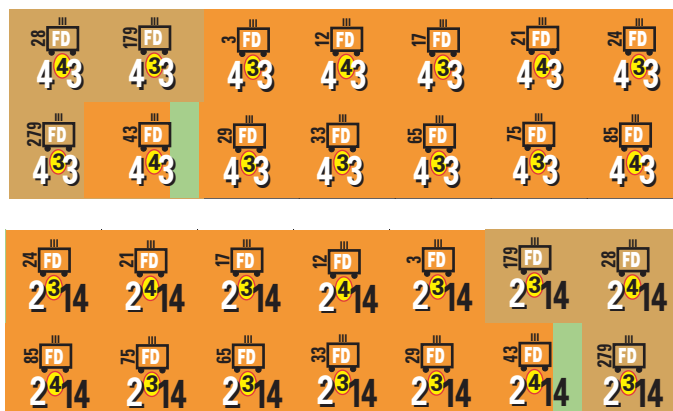 28 FD 179 FD 3 FD 12 FD 17 FD 21 FD 24 FD
4 4 3 4 3 3 4 3 3 4 4 3 4 3 3 4 4 3 4 3 3
279 FD 43 FD 29 FD 33 FD 65 FD 75 FD 85 FD
4 3 3 4 4 3 4 3 3 4 3 3 4 3 3 4 3 3 4 4 3
24 FD 21 FD 17 FD 12 FD 3 FD 179 FD 28 FD
2 3 14 2 4 14 2 3 14 2 4 14 2 3 14 2 3 14 2 4 14
85 FD 75 FD 65 FD 33 FD 29 FD 43 FD 279 FD
2 4 14 2 3 14 2 3 14 2 3 14 2 3 14 2 4 14 2 3 14